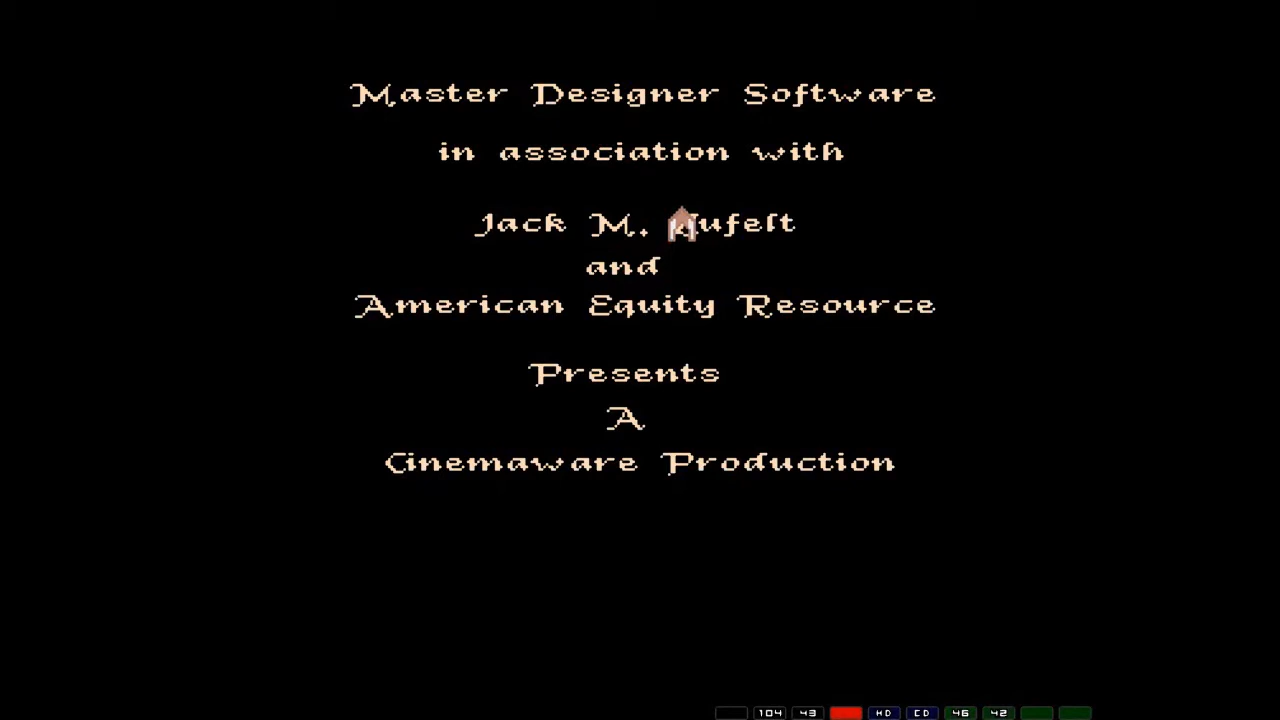 Master Designer Software
in association with
Jack M.
and
American Equity Resource
Presents
A
Cinemaware Production
104 43 HD CD 46 42